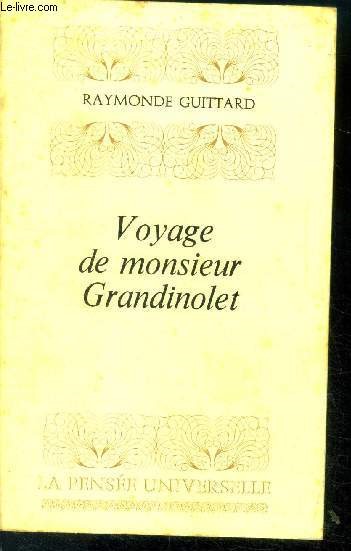 Le-livre.com
RAYMONDE GUITTARD
Voyage
de monsieur
Grandinolet
LA PENSÉE UNIVERSELLE